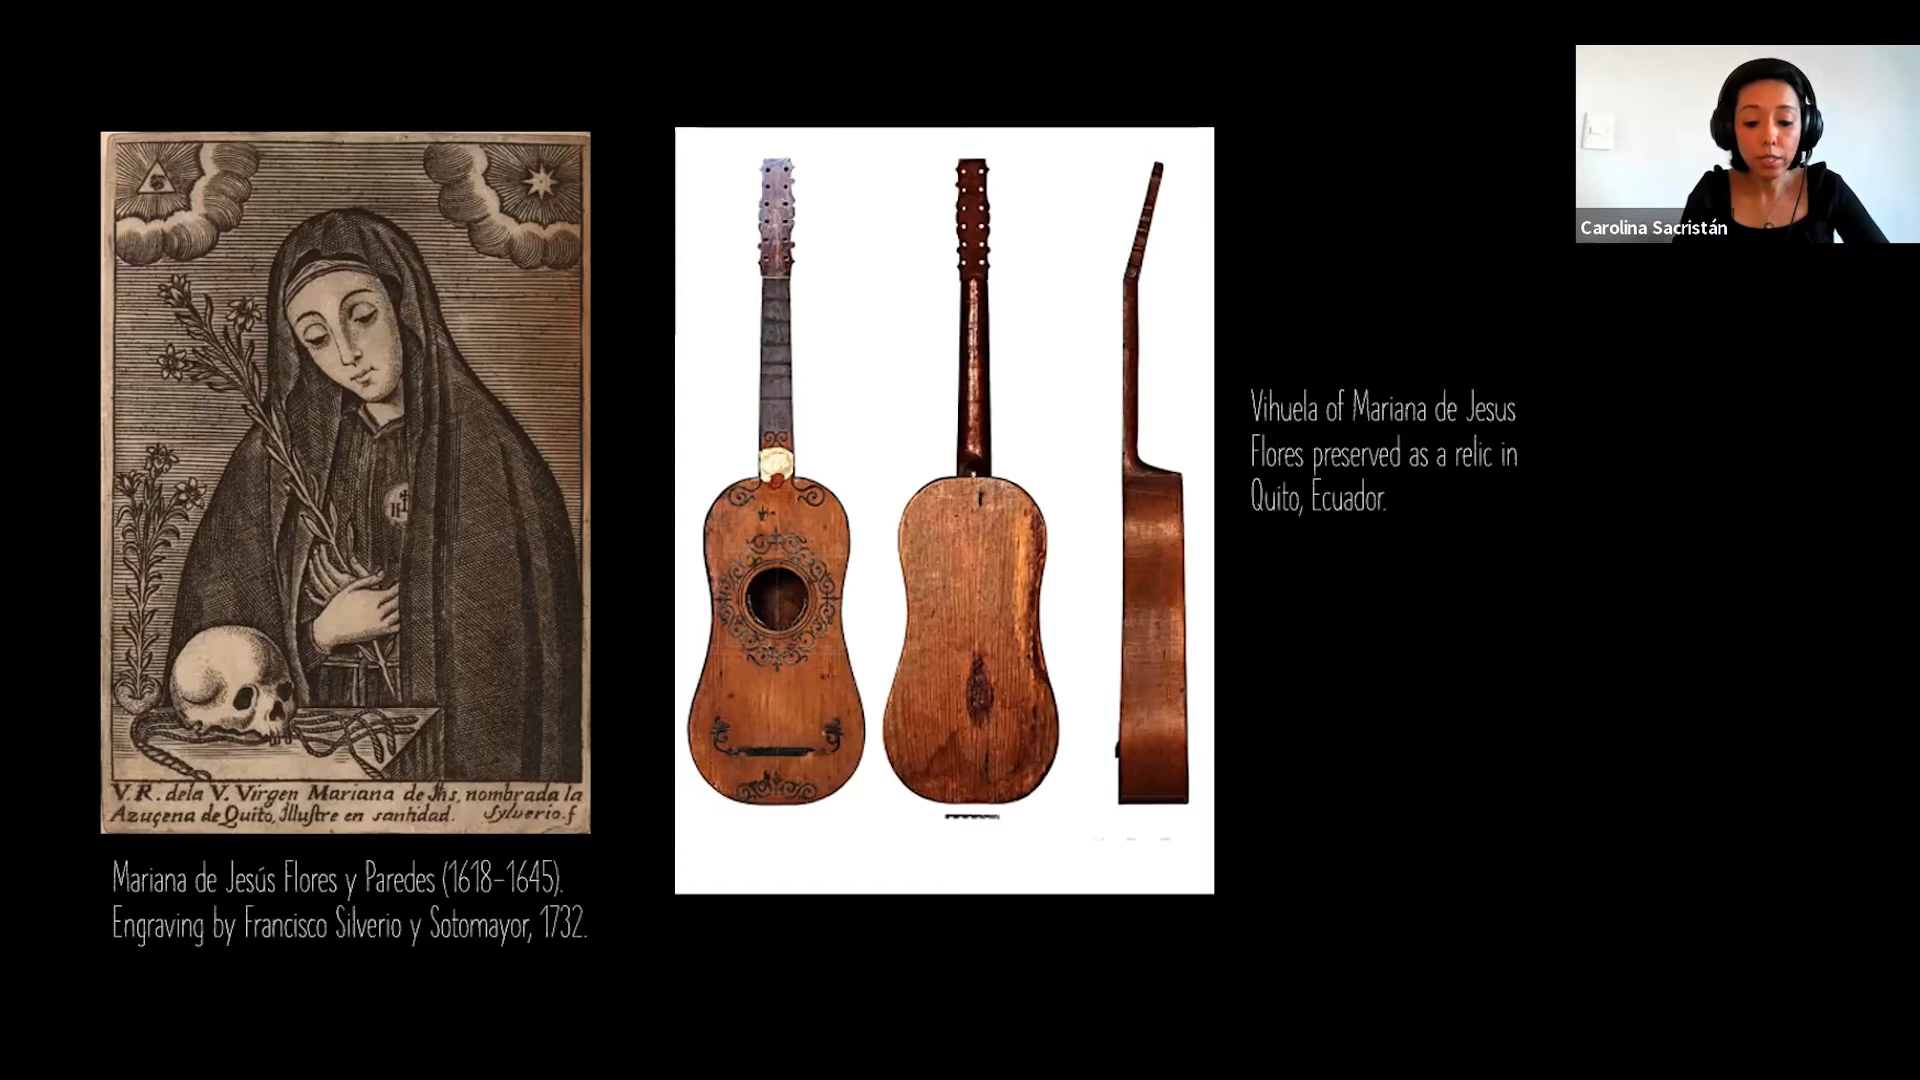 V.R. dela V. Virgen Mariana de Jhs, nombrada la
Azuçena de Quito, Illustre en santidad. Sylverio.f
Mariana de Jesús Flores y Paredes (1618-1645).
Engraving by Francisco Silverio y Sotomayor, 1732.
Vihuela of Mariana de Jesus
Flores preserved as a relic in
Quito, Ecuador.
Carolina Sacristán